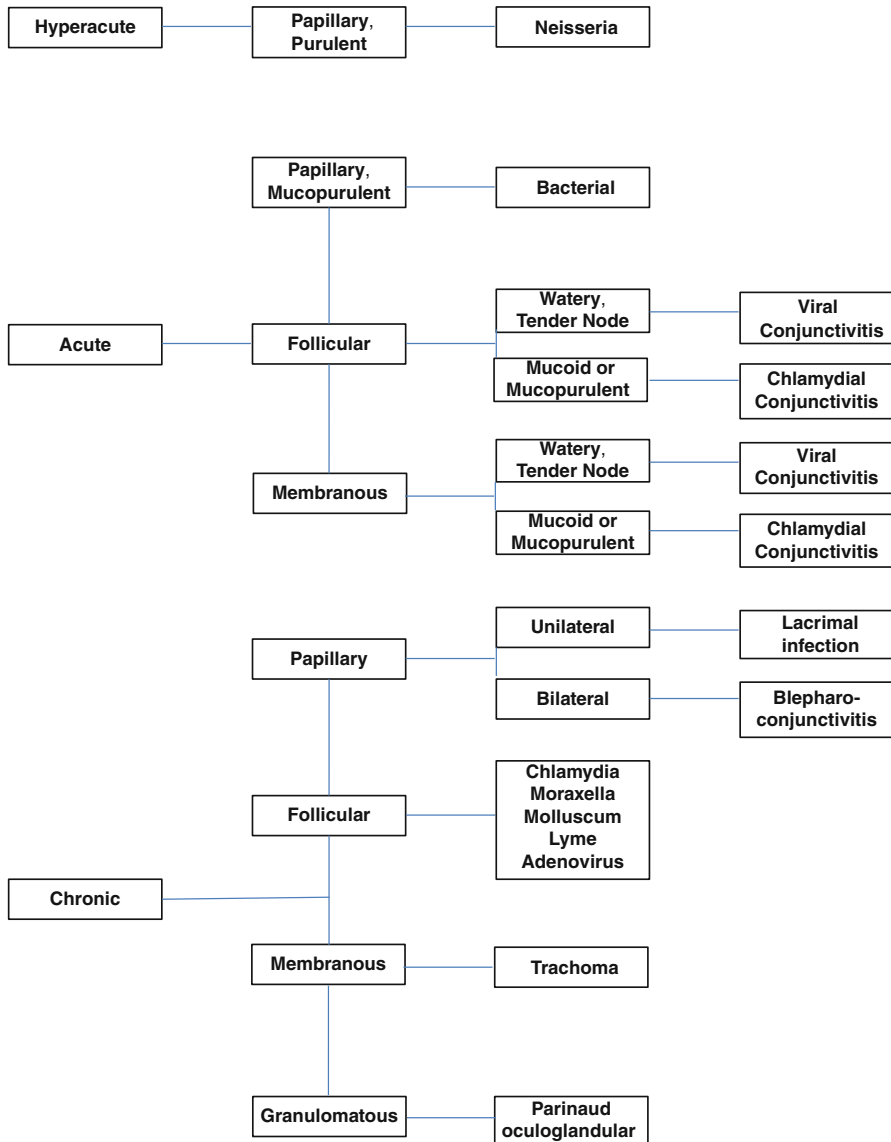 Hyperacute
Papillary,
Purulent
Neisseria
Papillary,
Mucopurulent
Bacterial
Acute
Follicular
Watery,
Tender Node
Viral
Conjunctivitis
Mucoid or
Mucopurulent
Chlamydial
Conjunctivitis
Membranous
Watery,
Tender Node
Viral
Conjunctivitis
Mucoid or
Mucopurulent
Chlamydial
Conjunctivitis
Papillary
Unilateral
Lacrimal
infection
Bilateral
Blepharo-
conjunctivitis
Follicular
Chlamydia
Moraxella
Molluscum
Lyme
Adenovirus
Chronic
Membranous
Trachoma
Granulomatous
Parinaud
oculoglandular